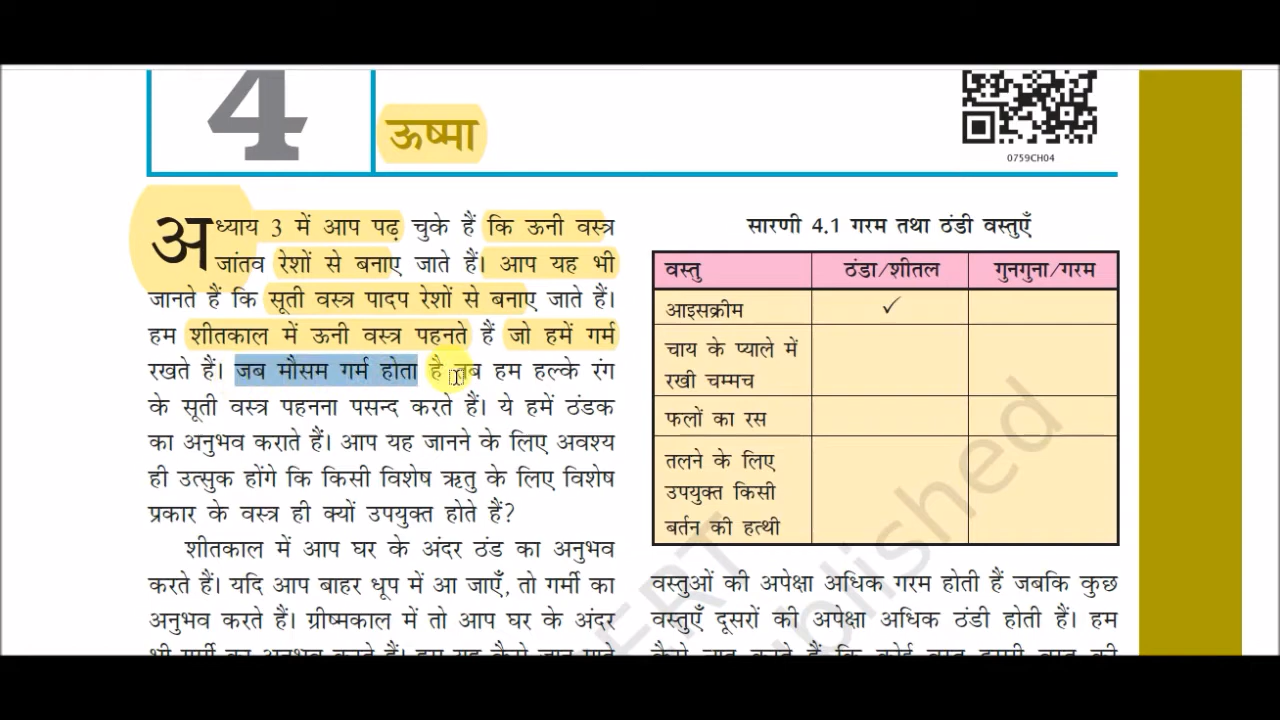 4
ऊष्मा
0759CH04
अध्याय 3 में आप पढ़ चुके हैं कि ऊनी वस्त्र
जांतव रेशों से बनाए जाते हैं। आप यह भी
जानते हैं कि सूती वस्त्र पादप रेशों से बनाए जाते हैं।
हम शीतकाल में ऊनी वस्त्र पहनते हैं जो हमें गर्म
रखते हैं। जब मौसम गर्म होता है तब हम हल्के रंग
के सूती वस्त्र पहनना पसन्द करते हैं। ये हमें ठंडक
का अनुभव कराते हैं। आप यह जानने के लिए अवश्य
ही उत्सुक होंगे कि किसी विशेष ऋतु के लिए विशेष
प्रकार के वस्त्र ही क्यों उपयुक्त होते हैं?
शीतकाल में आप घर के अंदर ठंड का अनुभव
करते हैं। यदि आप बाहर धूप में आ जाएँ, तो गर्मी का
अनुभव करते हैं। ग्रीष्मकाल में तो आप घर के अंदर
सारणी 4.1 गरम तथा ठंडी वस्तुएँ
वस्तु ठंडा/शीतल गुनगुना/गरम
आइसक्रीम ✓
चाय के प्याले में
रखी चम्मच
फलों का रस
तलने के लिए
उपयुक्त किसी
बर्तन की हत्थी
वस्तुओं की अपेक्षा अधिक गरम होती हैं जबकि कुछ
वस्तुएँ दूसरों की अपेक्षा अधिक ठंडी होती हैं। हम